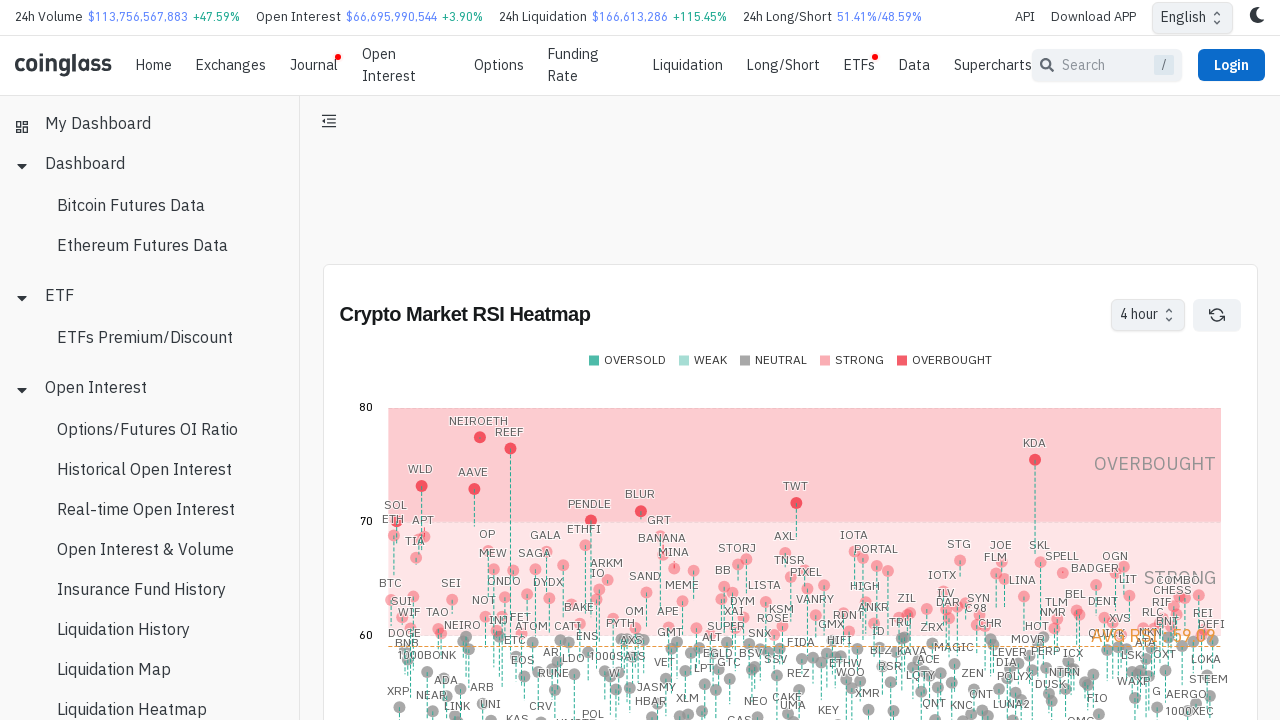 24h Volume $113,756,567,883 +47.59% Open Interest $66,695,990,544 +3.90% 24h Liquidation $166,613,286 +115.45% 24h Long/Short 51.41%/48.59% API Download APP English
coinglass Home Exchanges Journal Open Interest Options Funding Rate Liquidation Long/Short ETFs Data Supercharts Search / Login
My Dashboard
Dashboard
Bitcoin Futures Data
Ethereum Futures Data
ETF
ETFs Premium/Discount
Open Interest
Options/Futures OI Ratio
Historical Open Interest
Real-time Open Interest
Open Interest & Volume
Insurance Fund History
Liquidation History
Liquidation Map
Liquidation Heatmap
Crypto Market RSI Heatmap 4 hour
OVERSOLD WEAK NEUTRAL STRONG OVERBOUGHT
80
NEIROETH
REEF
KDA
OVERBOUGHT
WLD AAVE
TWT
BLUR
SOL PENDLE
70 ETH APT GRT
ETHFI
OP GALA BANANA AXL IOTA
TIA STG JOE SKL
MEW SAGA MINA STORJ PORTAL
FLM SPELL OGN
ARKM TNSR BADGER
IO SAND BB PIXEL IOTX STRONG
BTC SEI ONDO DYDX MEME LISTA HIGH LINA LIT COMBO
ILV CHESS
SUI NOT DYM VANRY ZIL DAR SYN BEL DENT RIF
WIF TAO BAKE OM APE XAI KSM RDNT ANKR C98 NMR TLM RLC REI
INJ FET PYTH SUPER ROSE GMX TRU ZRX CHR HOT XVS DEFI
60 DOGE NEIRO ATOM CATI ENS GMT SNX ID QUICK NKN
BNB ETC AXS ALT FIDA HIFI MOVR ATA
1000BONK EOS LDO 1000SATS VET EGLD BSV SSV ETHW BLZ KAVA ACE MAGIC LEVER PERP ICX LSK OXT LOKA
ADA RUNE W LPT GTC REZ WOO RSR LQTY ZEN DIA POLYX NTRN WAXP STEEM
XRP NEAR ARB JASMY CAKE XMR ONT DUSK FIO G AERGO
LINK UNI CRV HBAR XLM NEO UMA QNT KNC LUNA2 1000XEC
KAS POL KEY